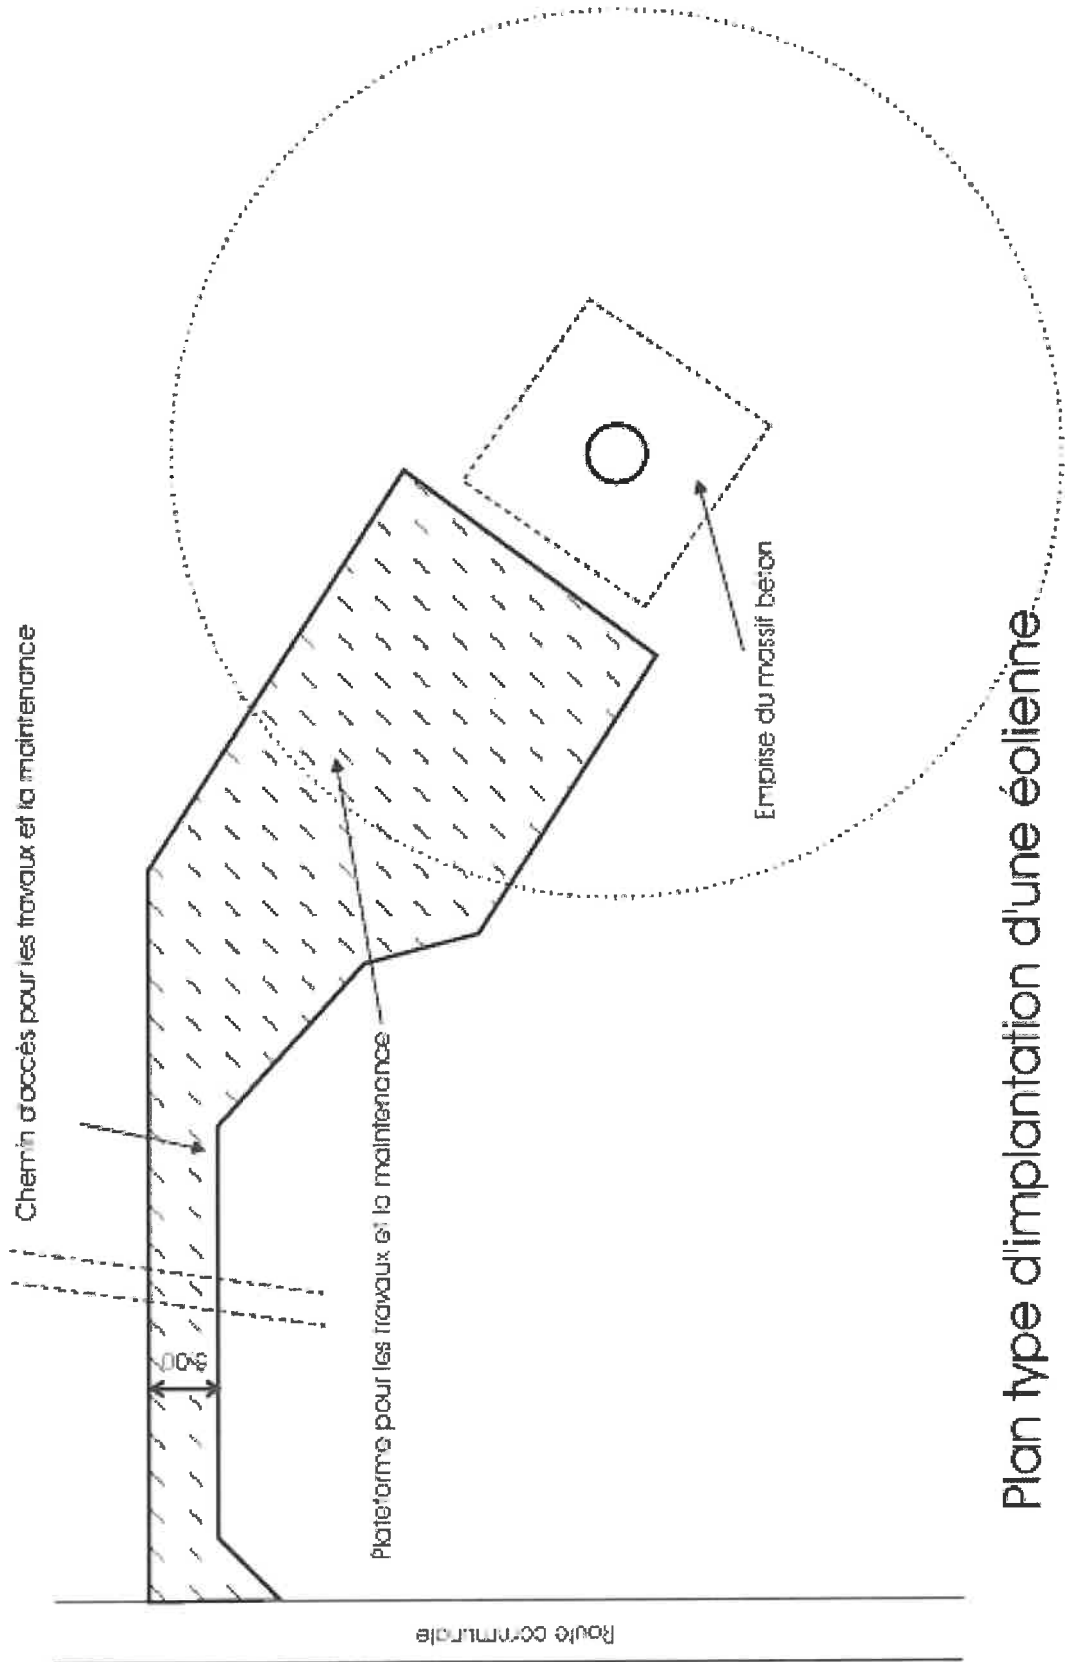 Chemin d'accès pour les travaux et la maintenance
Plateforme pour les travaux et la maintenance
Emprise du massif béton
Route communale
Plan type d'implantation d'une éolienne